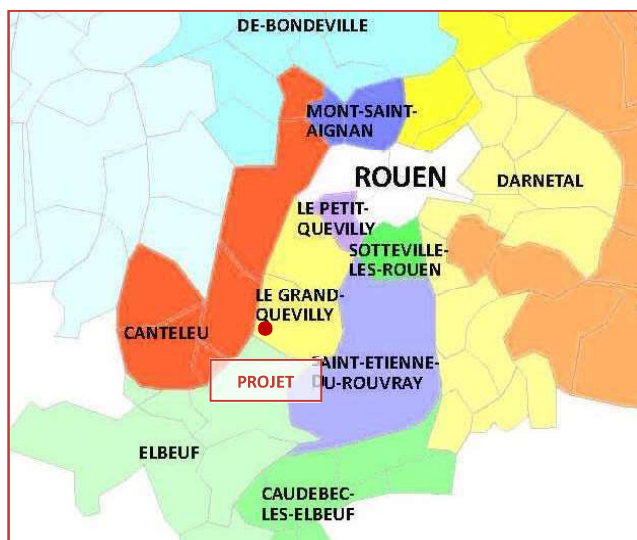 DE-BONDEVILLE
MONT-SAINT-
AIGNAN
ROUEN
DARNETAL
LE PETIT-
QUEVILLY
SOTTEVILLE-
LES-ROUEN
LE GRAND-
QUEVILLY
CANTELEU
SAINT-ETIENNE-
DU-ROUVRAY
PROJET
ELBEUF
CAUDEBEC-
LES-ELBEUF